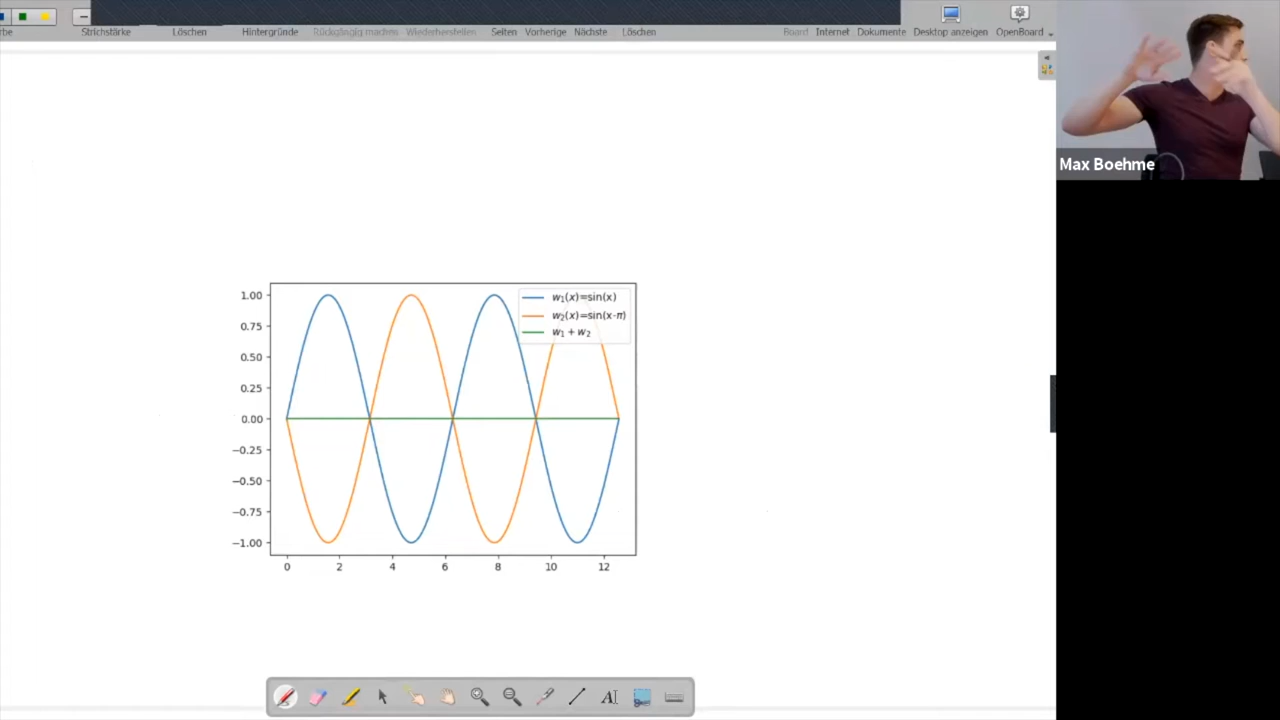 rbe Strichstärke Löschen Hintergründe Rückgängig machen Wiederherstellen Seiten Vorherige Nächste Löschen Board Internet Dokumente Desktop anzeigen OpenBoard
Max Boehme
w₁(x)=sin(x)
w₂(x)=sin(x-π)
w₁ + w₂
1.00
0.75
0.50
0.25
0.00
−0.25
−0.50
−0.75
−1.00
0 2 4 6 8 10 12
AI